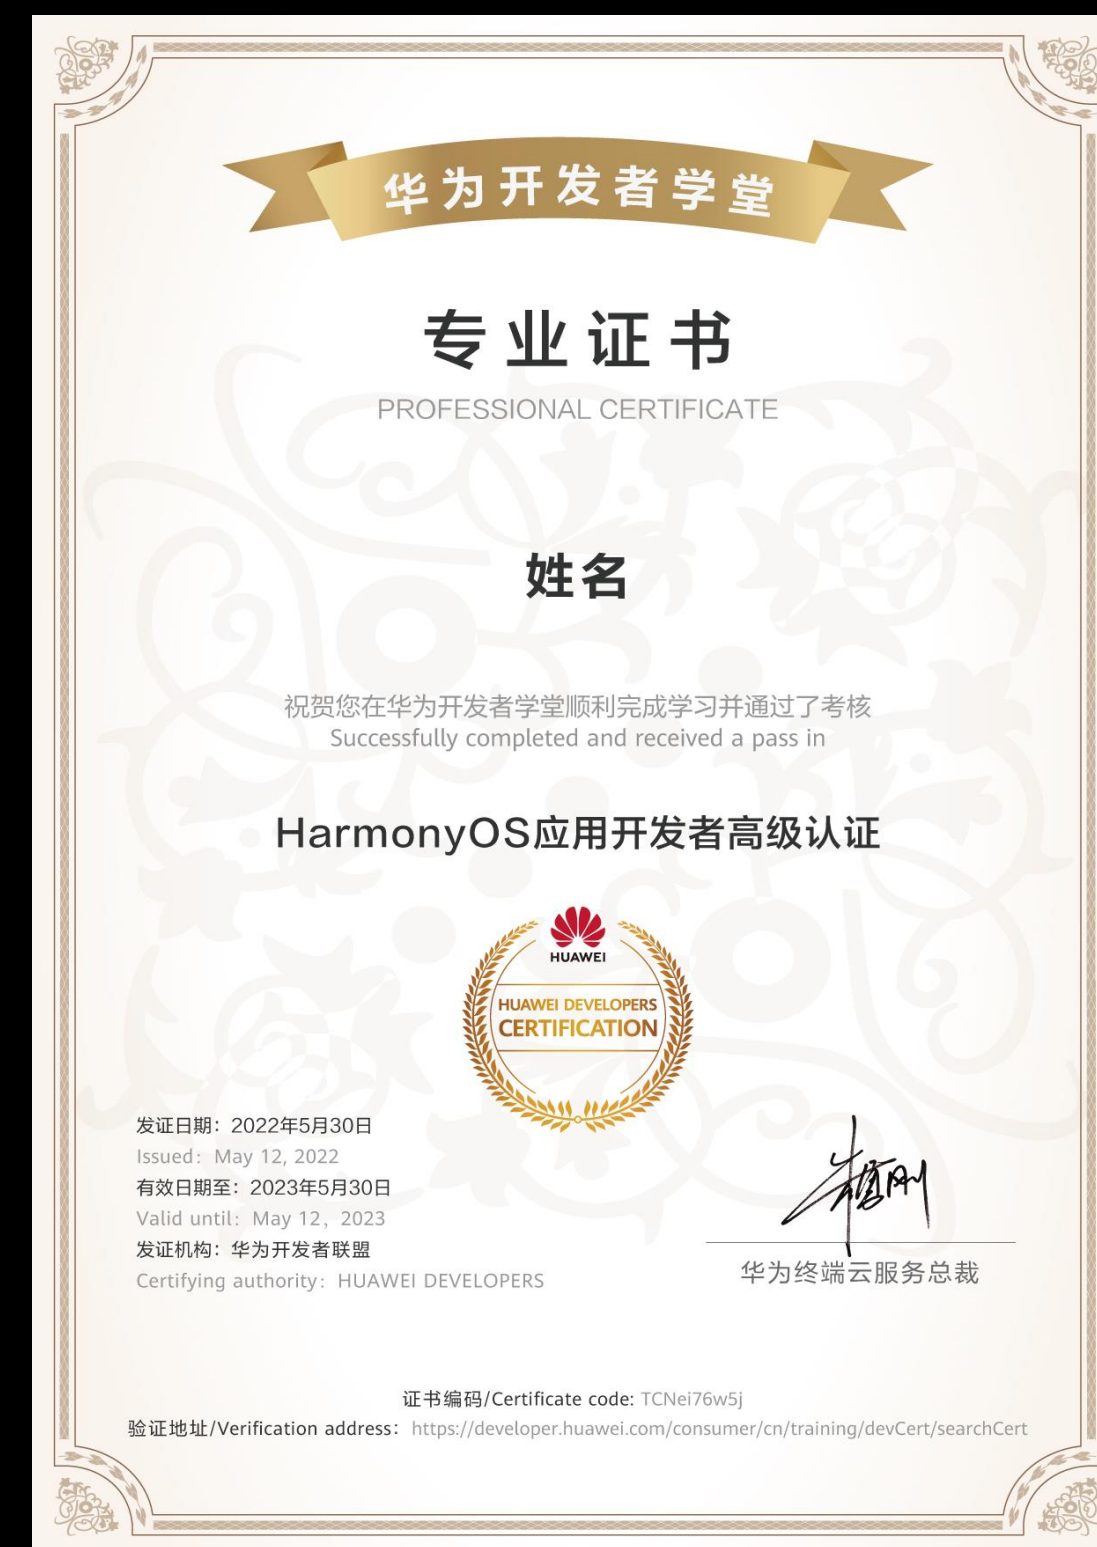 华为开发者学堂
专业证书
PROFESSIONAL CERTIFICATE
姓名
祝贺您在华为开发者学堂顺利完成学习并通过了考核
Successfully completed and received a pass in
HarmonyOS应用开发者高级认证
HUAWEI
HUAWEI DEVELOPERS
CERTIFICATION
发证日期：2022年5月30日
Issued：May 12, 2022
有效日期至：2023年5月30日
Valid until：May 12，2023
发证机构：华为开发者联盟
Certifying authority：HUAWEI DEVELOPERS
华为终端云服务总裁
证书编码/Certificate code: TCNei76w5j
验证地址/Verification address：https://developer.huawei.com/consumer/cn/training/devCert/searchCert